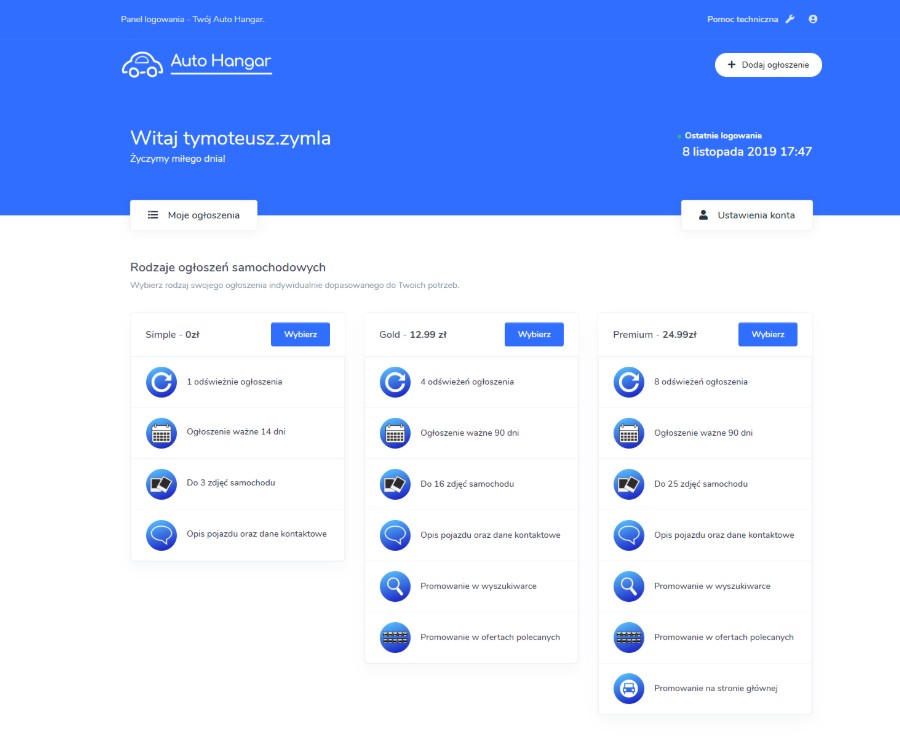 Panel logowania - Twój Auto Hangar.
Pomoc techniczna
Auto Hangar
Dodaj ogłoszenie
Witaj tymoteusz.zymla
Życzymy miłego dnia!
Ostatnie logowanie
8 listopada 2019 17:47
Moje ogłoszenia
Ustawienia konta
Rodzaje ogłoszeń samochodowych
Wybierz rodzaj swojego ogłoszenia indywidualnie dopasowanego do Twoich potrzeb.
Simple - 0zł
Wybierz
1 odświeżnie ogłoszenia
Ogłoszenie ważne 14 dni
Do 3 zdjęć samochodu
Opis pojazdu oraz dane kontaktowe
Gold - 12.99 zł
Wybierz
4 odświeżeń ogłoszenia
Ogłoszenie ważne 90 dni
Do 16 zdjęć samochodu
Opis pojazdu oraz dane kontaktowe
Promowanie w wyszukiwarce
Promowanie w ofertach polecanych
Premium - 24.99zł
Wybierz
8 odświeżeń ogłoszenia
Ogłoszenie ważne 90 dni
Do 25 zdjęć samochodu
Opis pojazdu oraz dane kontaktowe
Promowanie w wyszukiwarce
Promowanie w ofertach polecanych
Promowanie na stronie głównej